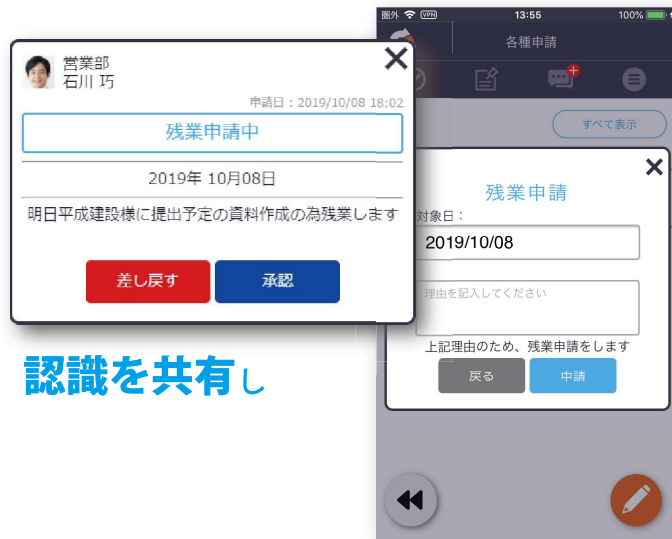 営業部
石川 巧
申請日：2019/10/08 18:02
残業申請中
2019年 10月08日
明日平成建設様に提出予定の資料作成の為残業します
差し戻す 承認
認識を共有し
圏外 VPN 13:55 100%
各種申請
すべて表示
残業申請
対象日：
2019/10/08
理由を記入してください
上記理由のため、残業申請をします
戻る 申請